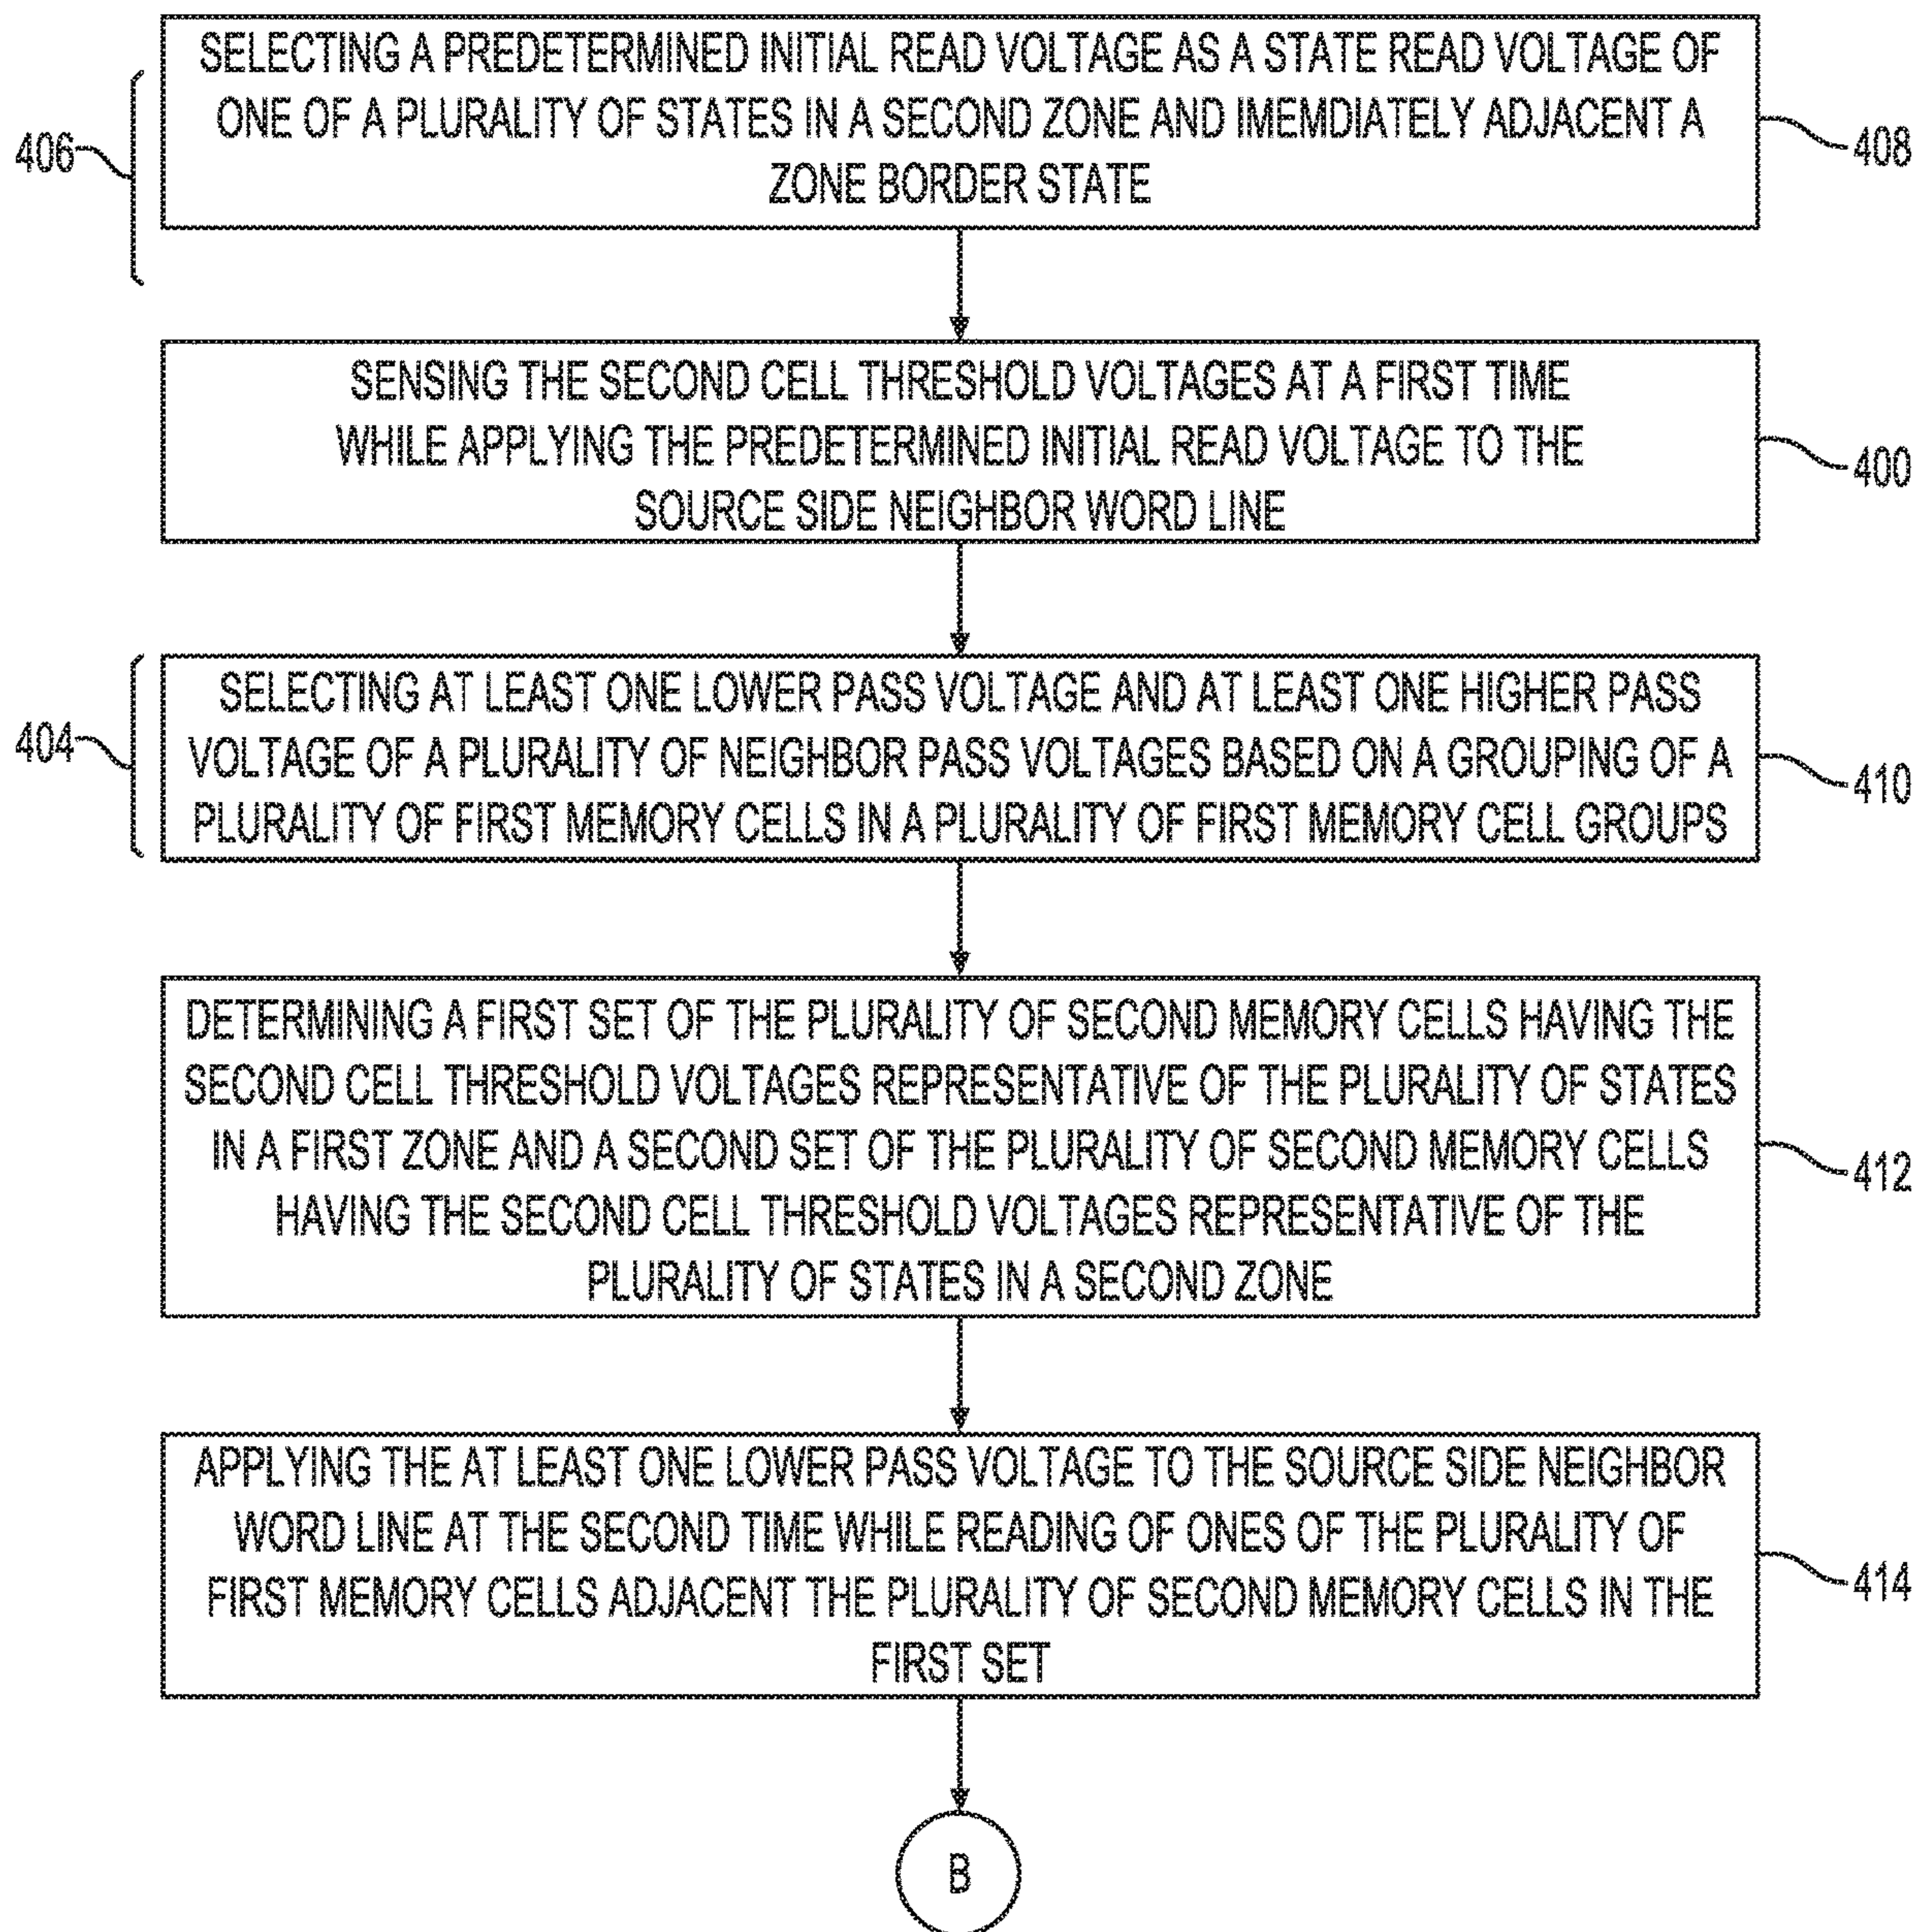 SELECTING A PREDETERMINED INITIAL READ VOLTAGE AS A STATE READ VOLTAGE OF
ONE OF A PLURALITY OF STATES IN A SECOND ZONE AND IMEMDIATELY ADJACENT A
ZONE BORDER STATE
406
408
SENSING THE SECOND CELL THRESHOLD VOLTAGES AT A FIRST TIME
WHILE APPLYING THE PREDETERMINED INITIAL READ VOLTAGE TO THE
SOURCE SIDE NEIGHBOR WORD LINE
400
SELECTING AT LEAST ONE LOWER PASS VOLTAGE AND AT LEAST ONE HIGHER PASS
VOLTAGE OF A PLURALITY OF NEIGHBOR PASS VOLTAGES BASED ON A GROUPING OF A
PLURALITY OF FIRST MEMORY CELLS IN A PLURALITY OF FIRST MEMORY CELL GROUPS
404
410
DETERMINING A FIRST SET OF THE PLURALITY OF SECOND MEMORY CELLS HAVING THE
SECOND CELL THRESHOLD VOLTAGES REPRESENTATIVE OF THE PLURALITY OF STATES
IN A FIRST ZONE AND A SECOND SET OF THE PLURALITY OF SECOND MEMORY CELLS
HAVING THE SECOND CELL THRESHOLD VOLTAGES REPRESENTATIVE OF THE
PLURALITY OF STATES IN A SECOND ZONE
412
APPLYING THE AT LEAST ONE LOWER PASS VOLTAGE TO THE SOURCE SIDE NEIGHBOR
WORD LINE AT THE SECOND TIME WHILE READING OF ONES OF THE PLURALITY OF
FIRST MEMORY CELLS ADJACENT THE PLURALITY OF SECOND MEMORY CELLS IN THE
FIRST SET
414
B